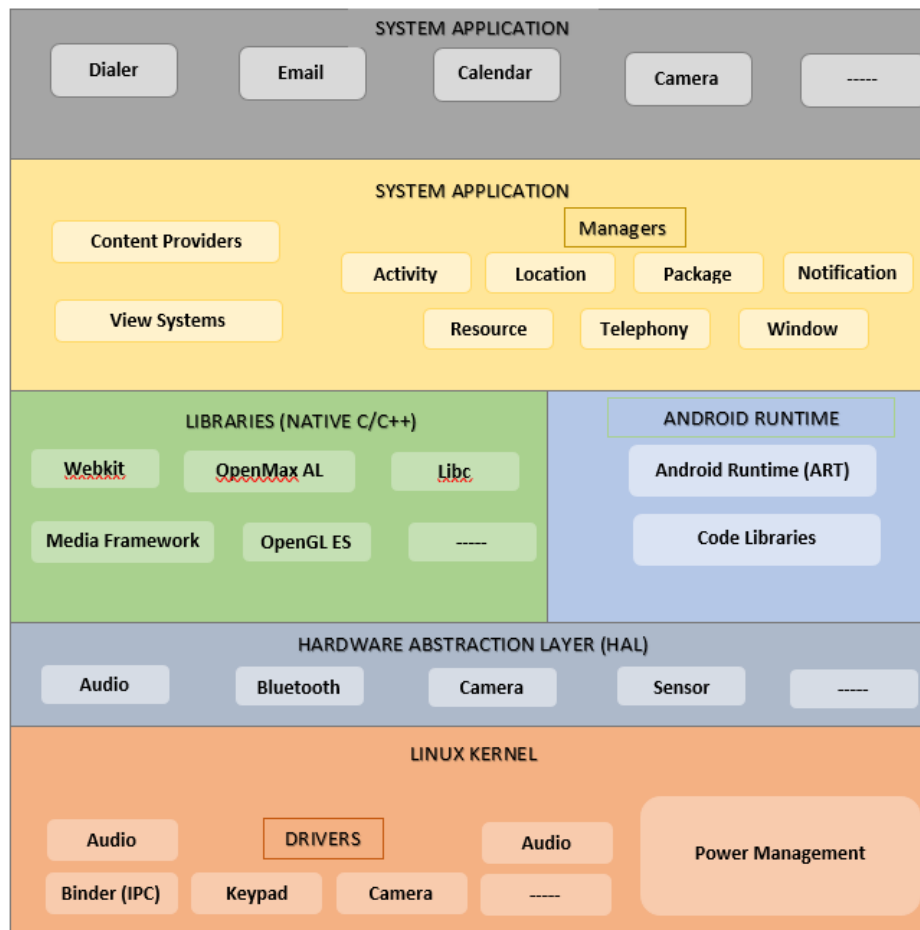 SYSTEM APPLICATION
Dialer
Email
Calendar
Camera
-----
SYSTEM APPLICATION
Content Providers
Managers
Activity
Location
Package
Notification
View Systems
Resource
Telephony
Window
LIBRARIES (NATIVE C/C++)
Webkit
OpenMax AL
Libc
Media Framework
OpenGL ES
-----
ANDROID RUNTIME
Android Runtime (ART)
Code Libraries
HARDWARE ABSTRACTION LAYER (HAL)
Audio
Bluetooth
Camera
Sensor
-----
LINUX KERNEL
Audio
DRIVERS
Audio
Power Management
Binder (IPC)
Keypad
Camera
-----